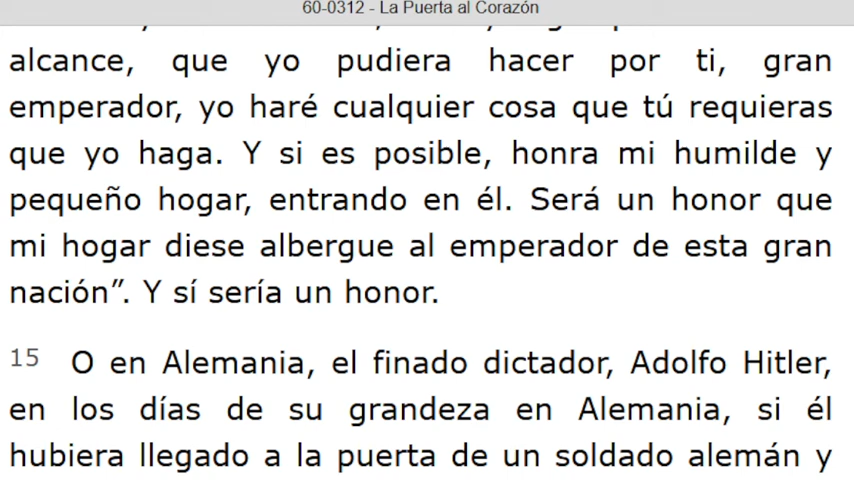 60-0312 - La Puerta al Corazón
alcance, que yo pudiera hacer por ti, gran
emperador, yo haré cualquier cosa que tú requieras
que yo haga. Y si es posible, honra mi humilde y
pequeño hogar, entrando en él. Será un honor que
mi hogar diese albergue al emperador de esta gran
nación”. Y sí sería un honor.
15 O en Alemania, el finado dictador, Adolfo Hitler,
en los días de su grandeza en Alemania, si él
hubiera llegado a la puerta de un soldado alemán y